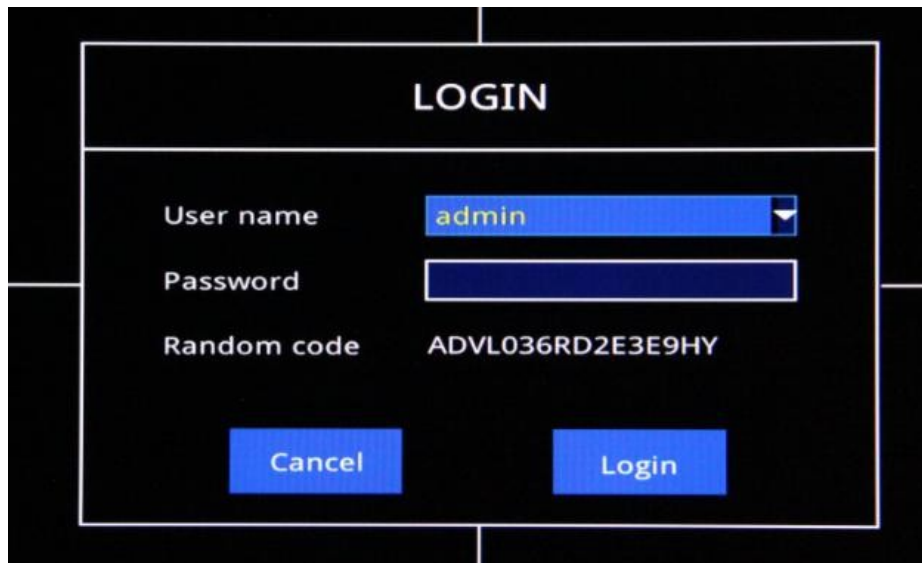 LOGIN
User name admin
Password
Random code ADVL036RD2E3E9HY
Cancel Login